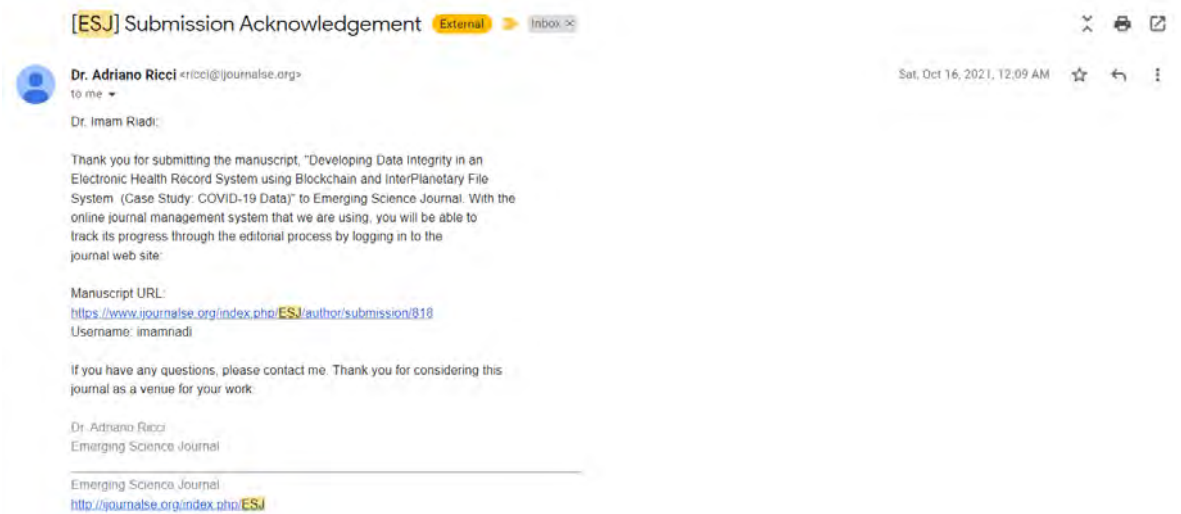 [ESJ] Submission Acknowledgement External Inbox ×
Dr. Adriano Ricci <ricci@ijournalse.org> Sat, Oct 16, 2021, 12:09 AM
to me
Dr. Imam Riadi:
Thank you for submitting the manuscript, "Developing Data Integrity in an
Electronic Health Record System using Blockchain and InterPlanetary File
System (Case Study: COVID-19 Data)" to Emerging Science Journal. With the
online journal management system that we are using, you will be able to
track its progress through the editorial process by logging in to the
journal web site:
Manuscript URL:
https://www.ijournalse.org/index.php/ESJ/author/submission/818
Username: imamriadi
If you have any questions, please contact me. Thank you for considering this
journal as a venue for your work.
Dr. Adriano Ricci
Emerging Science Journal
Emerging Science Journal
http://ijournalse.org/index.php/ESJ